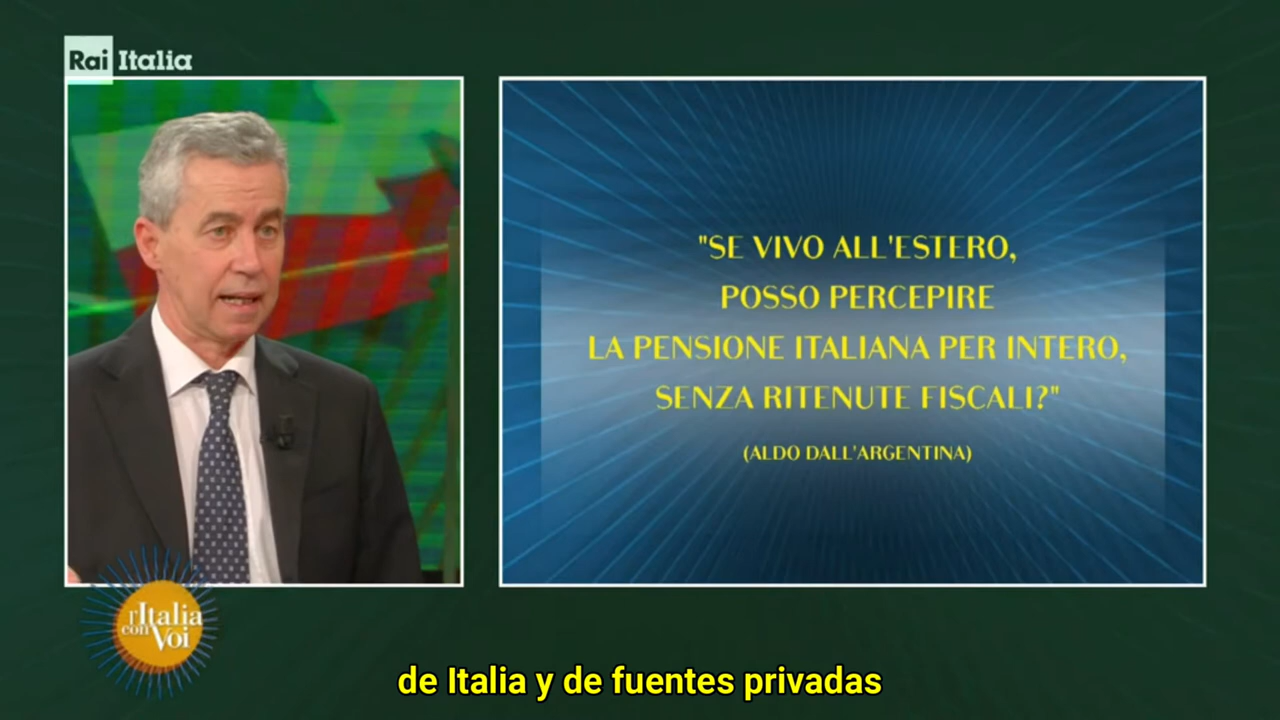 Rai Italia
"SE VIVO ALL'ESTERO,
POSSO PERCEPIRE
LA PENSIONE ITALIANA PER INTERO,
SENZA RITENUTE FISCALI?"
(ALDO DALL'ARGENTINA)
l'Italia
con Voi
de Italia y de fuentes privadas